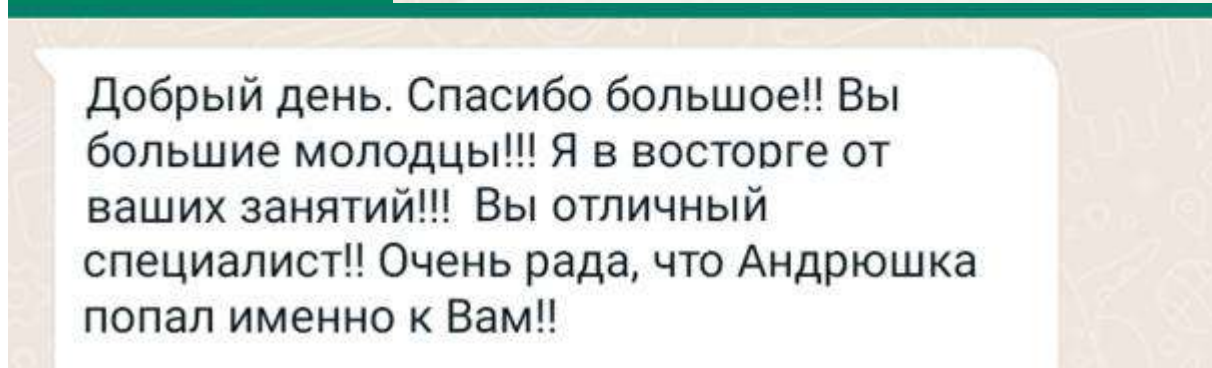 Добрый день. Спасибо большое!! Вы
большие молодцы!!! Я в восторге от
ваших занятий!!! Вы отличный
специалист!! Очень рада, что Андрюшка
попал именно к Вам!!